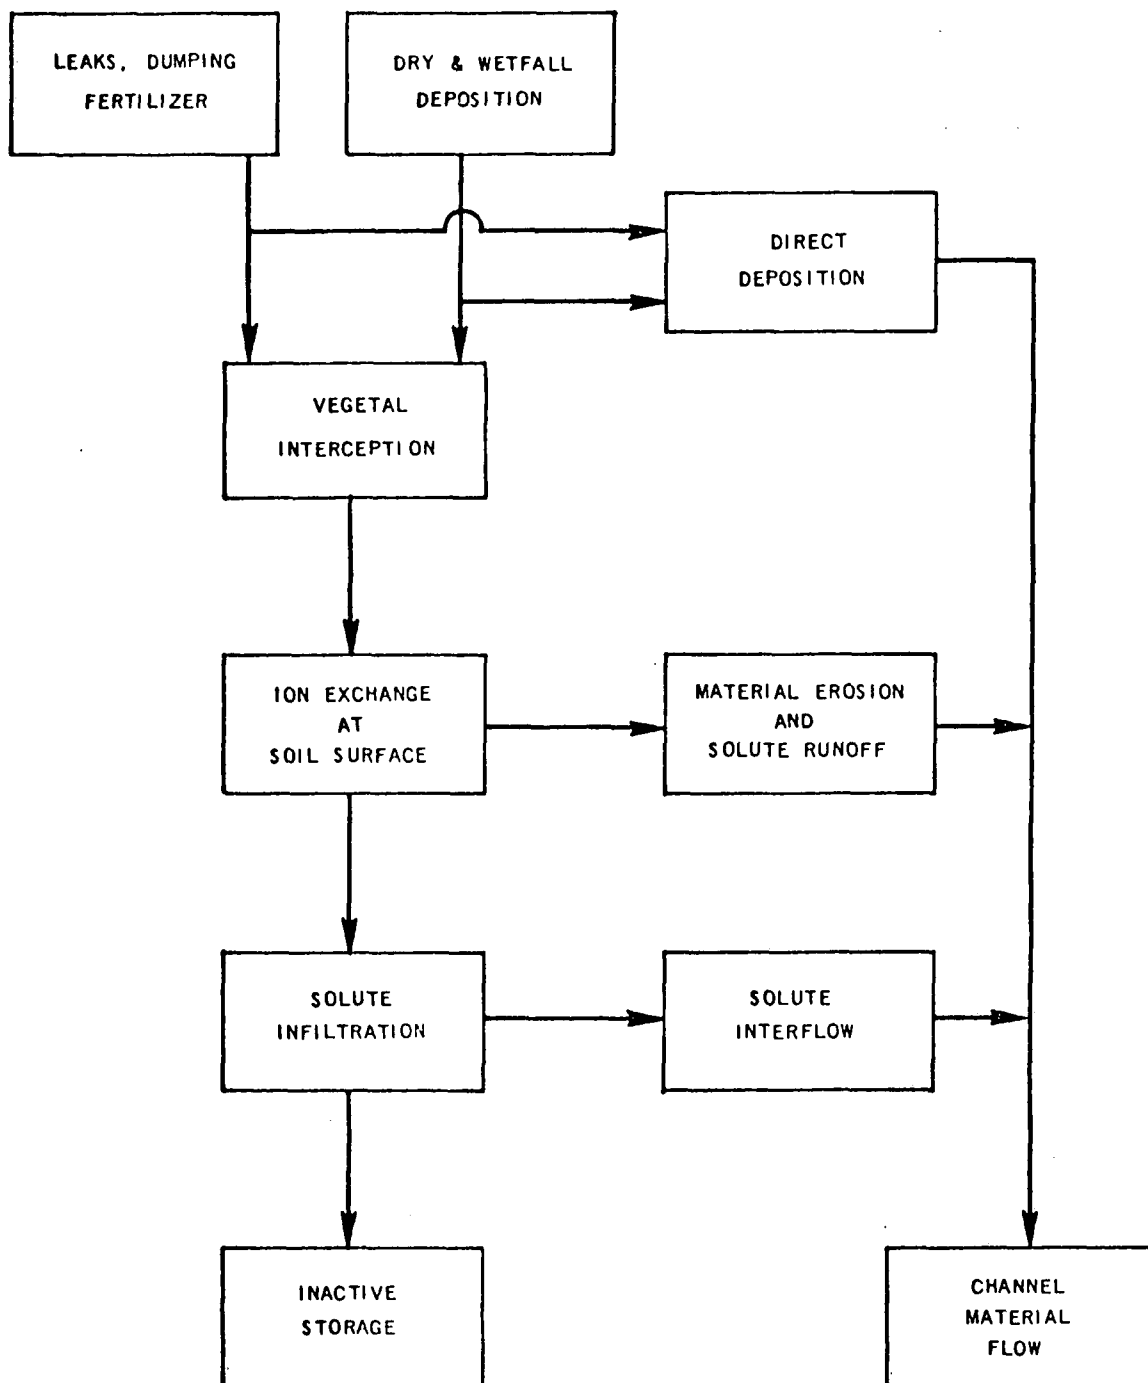 LEAKS, DUMPING
FERTILIZER
DRY & WETFALL
DEPOSITION
DIRECT
DEPOSITION
VEGETAL
INTERCEPTION
ION EXCHANGE
AT
SOIL SURFACE
MATERIAL EROSION
AND
SOLUTE RUNOFF
SOLUTE
INFILTRATION
SOLUTE
INTERFLOW
INACTIVE
STORAGE
CHANNEL
MATERIAL
FLOW